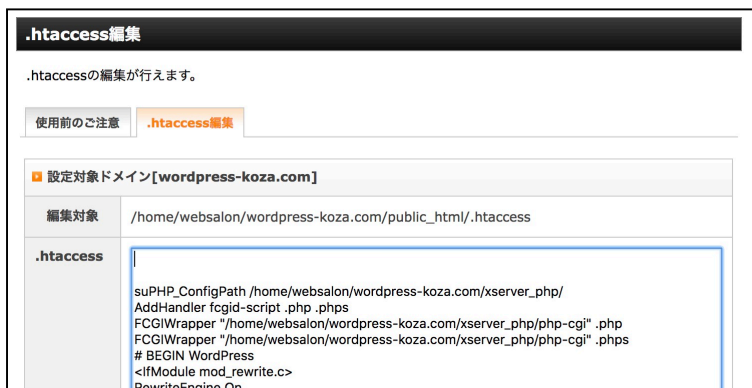 .htaccess編集
.htaccessの編集が行えます。
使用前のご注意 .htaccess編集
設定対象ドメイン[wordpress-koza.com]
編集対象 /home/websalon/wordpress-koza.com/public_html/.htaccess
.htaccess
suPHP_ConfigPath /home/websalon/wordpress-koza.com/xserver_php/
AddHandler fcgid-script .php .phps
FCGIWrapper "/home/websalon/wordpress-koza.com/xserver_php/php-cgi" .php
FCGIWrapper "/home/websalon/wordpress-koza.com/xserver_php/php-cgi" .phps
# BEGIN WordPress
<IfModule mod_rewrite.c>
RewriteEngine On